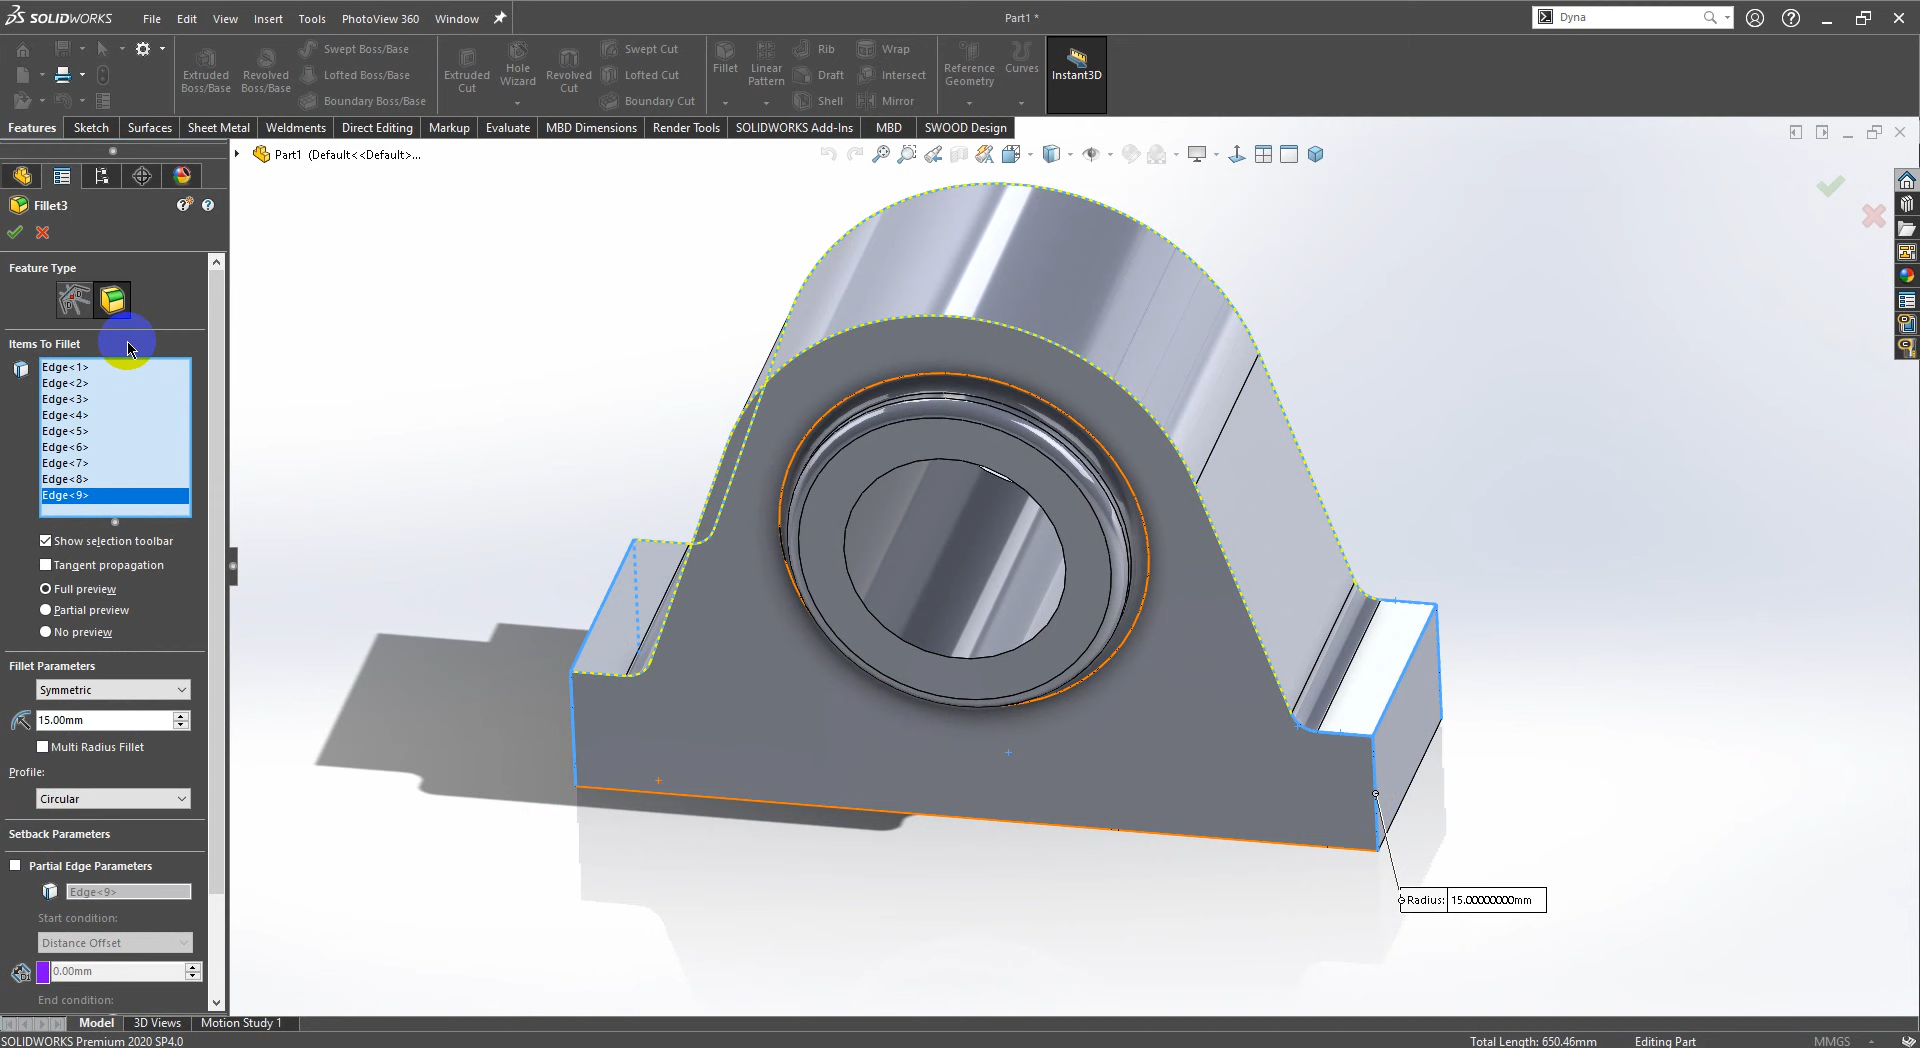 SOLIDWORKS File Edit View Insert Tools PhotoView 360 Window Part1 * Dyna
Extruded Boss/Base
Revolved Boss/Base
Swept Boss/Base
Lofted Boss/Base
Boundary Boss/Base
Extruded Cut
Hole Wizard
Revolved Cut
Swept Cut
Lofted Cut
Boundary Cut
Fillet
Linear Pattern
Rib
Draft
Shell
Wrap
Intersect
Mirror
Reference Geometry
Curves
Instant3D
Features Sketch Surfaces Sheet Metal Weldments Direct Editing Markup Evaluate MBD Dimensions Render Tools SOLIDWORKS Add-Ins MBD SWOOD Design
Part1 (Default<<Default>...
Fillet3
Feature Type
Items To Fillet
Edge<1>
Edge<2>
Edge<3>
Edge<4>
Edge<5>
Edge<6>
Edge<7>
Edge<8>
Edge<9>
Show selection toolbar
Tangent propagation
Full preview
Partial preview
No preview
Fillet Parameters
Symmetric
15.00mm
Multi Radius Fillet
Profile:
Circular
Setback Parameters
Partial Edge Parameters
Edge<9>
Start condition:
Distance Offset
0.00mm
End condition:
Radius: 15.00000000mm
Model 3D Views Motion Study 1
SOLIDWORKS Premium 2020 SP4.0 Total Length: 650.46mm Editing Part MMGS